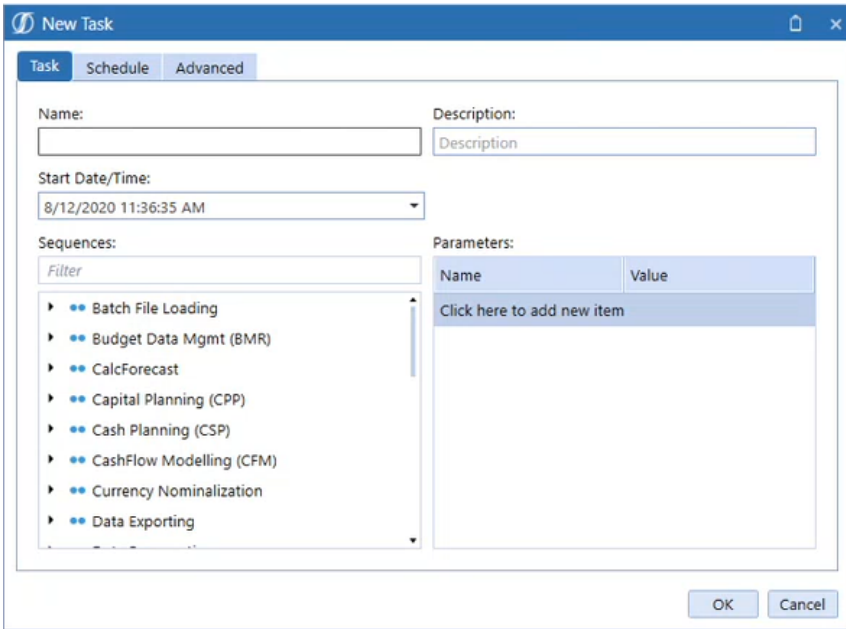 New Task
Task Schedule Advanced
Name: Description:
Description
Start Date/Time:
8/12/2020 11:36:35 AM
Sequences: Parameters:
Filter
Name Value
Batch File Loading
Click here to add new item
Budget Data Mgmt (BMR)
CalcForecast
Capital Planning (CPP)
Cash Planning (CSP)
CashFlow Modelling (CFM)
Currency Nominalization
Data Exporting
OK Cancel